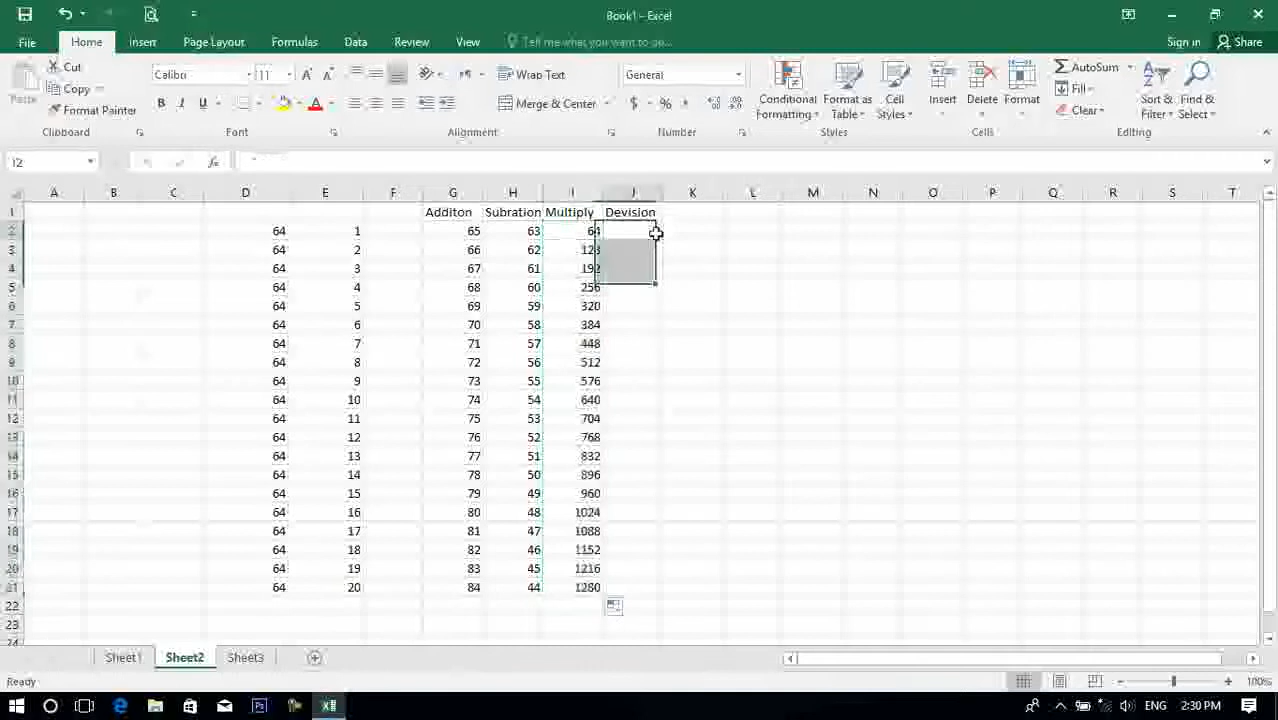 Book1 - Excel
File Home Insert Page Layout Formulas Data Review View Tell me what you want to do... Sign in Share
Cut Calibri 11 Wrap Text General AutoSum
Copy Fill
Paste Format Painter Merge & Center $ % Conditional Formatting Format as Table Cell Styles Insert Delete Format Clear Sort & Filter Find & Select
Clipboard Font Alignment Number Styles Cells Editing
I2 fx
A B C D E F G H I J K L M N O P Q R S T
1 Additon Subration Multiply Devision
2 64 1 65 63 64
3 64 2 66 62 128
4 64 3 67 61 192
5 64 4 68 60 256
6 64 5 69 59 320
7 64 6 70 58 384
8 64 7 71 57 448
9 64 8 72 56 512
10 64 9 73 55 576
11 64 10 74 54 640
12 64 11 75 53 704
13 64 12 76 52 768
14 64 13 77 51 832
15 64 14 78 50 896
16 64 15 79 49 960
17 64 16 80 48 1024
18 64 17 81 47 1088
19 64 18 82 46 1152
20 64 19 83 45 1216
21 64 20 84 44 1280
22
23
24
Sheet1 Sheet2 Sheet3
Ready 100%
ENG 2:30 PM